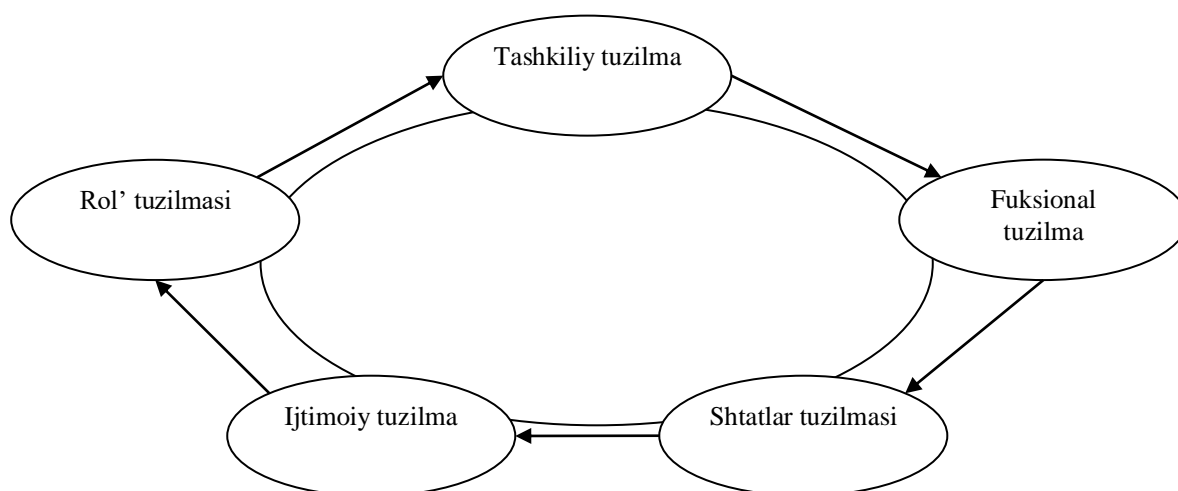 Tashkiliy tuzilma
Rol’ tuzilmasi
Fuksional
tuzilma
Ijtimoiy tuzilma
Shtatlar tuzilmasi